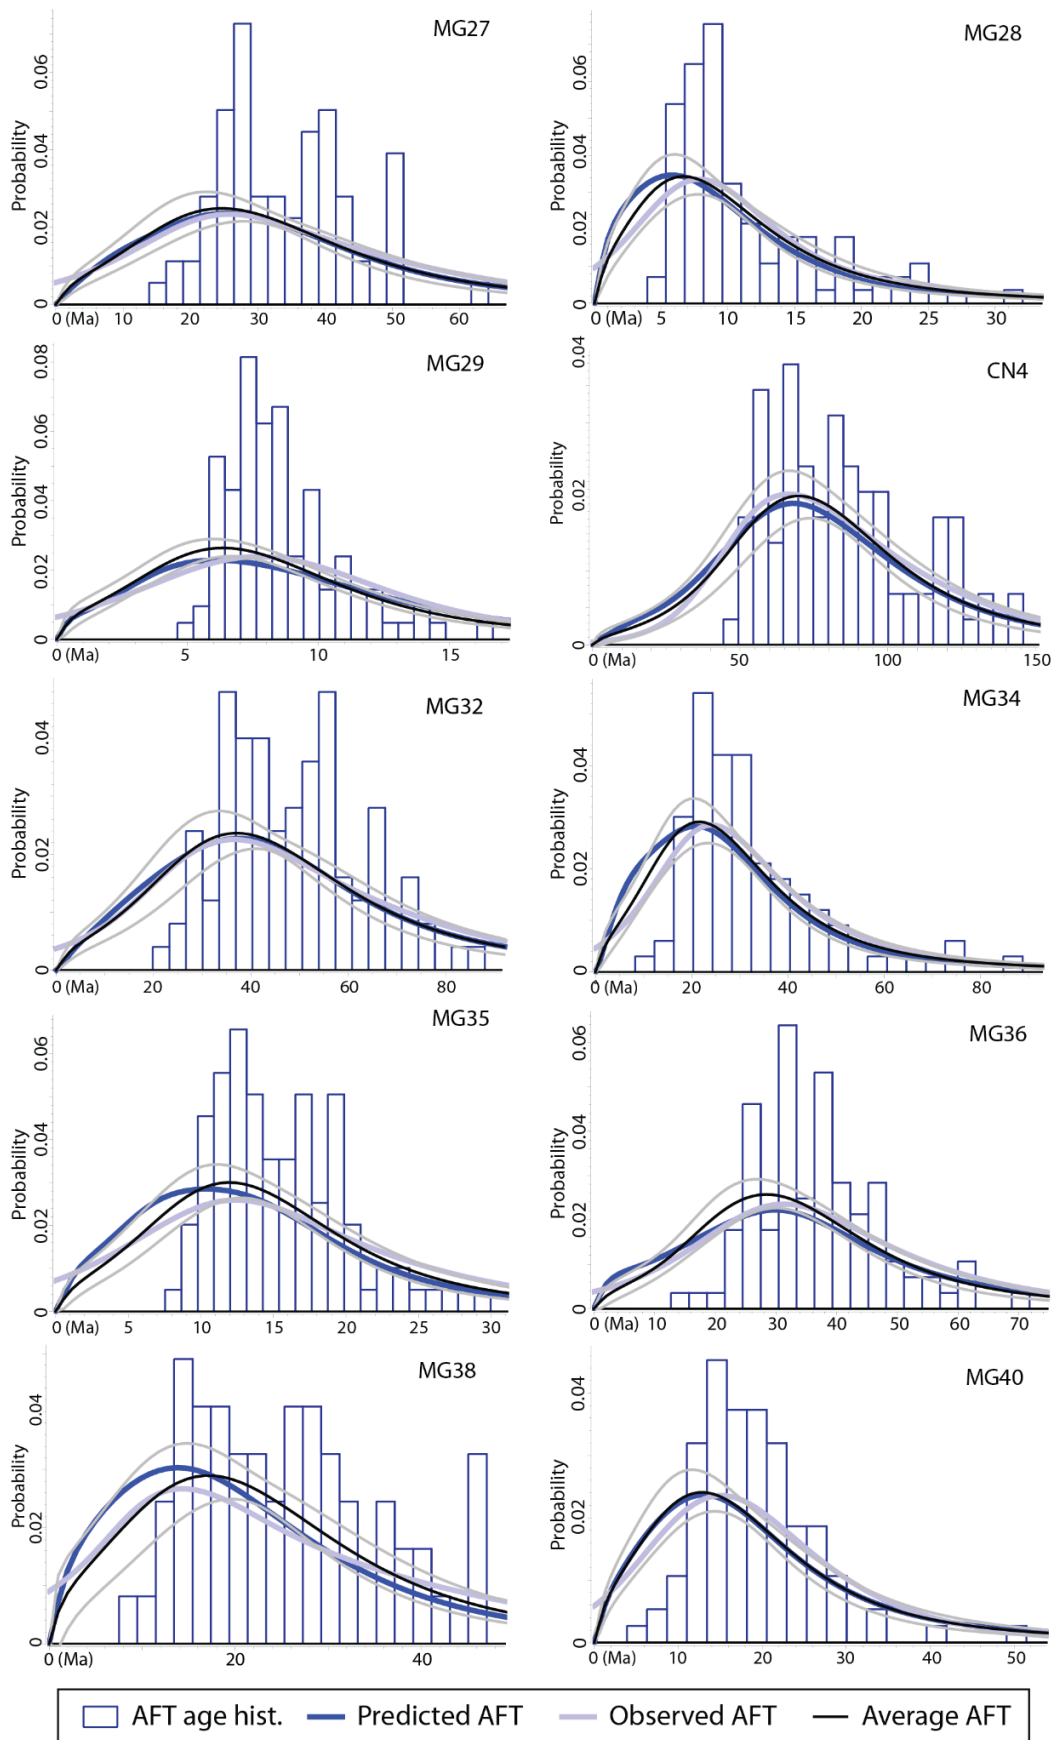 MG27
Probability
0.06
0.04
0.02
0
0 (Ma) 10 20 30 40 50 60
MG28
Probability
0.06
0.04
0.02
0
0 (Ma) 5 10 15 20 25 30
MG29
Probability
0.08
0.06
0.04
0.02
0
0 (Ma) 5 10 15
CN4
Probability
0.04
0.02
0
0 (Ma) 50 100 150
MG32
Probability
0.04
0.02
0
0 (Ma) 20 40 60 80
MG34
Probability
0.04
0.02
0
0 (Ma) 20 40 60 80
MG35
Probability
0.06
0.04
0.02
0
0 (Ma) 5 10 15 20 25 30
MG36
Probability
0.06
0.04
0.02
0
0 (Ma) 10 20 30 40 50 60 70
MG38
Probability
0.04
0.02
0
0 (Ma) 20 40
MG40
Probability
0.04
0.02
0
0 (Ma) 10 20 30 40 50
AFT age hist. Predicted AFT Observed AFT Average AFT